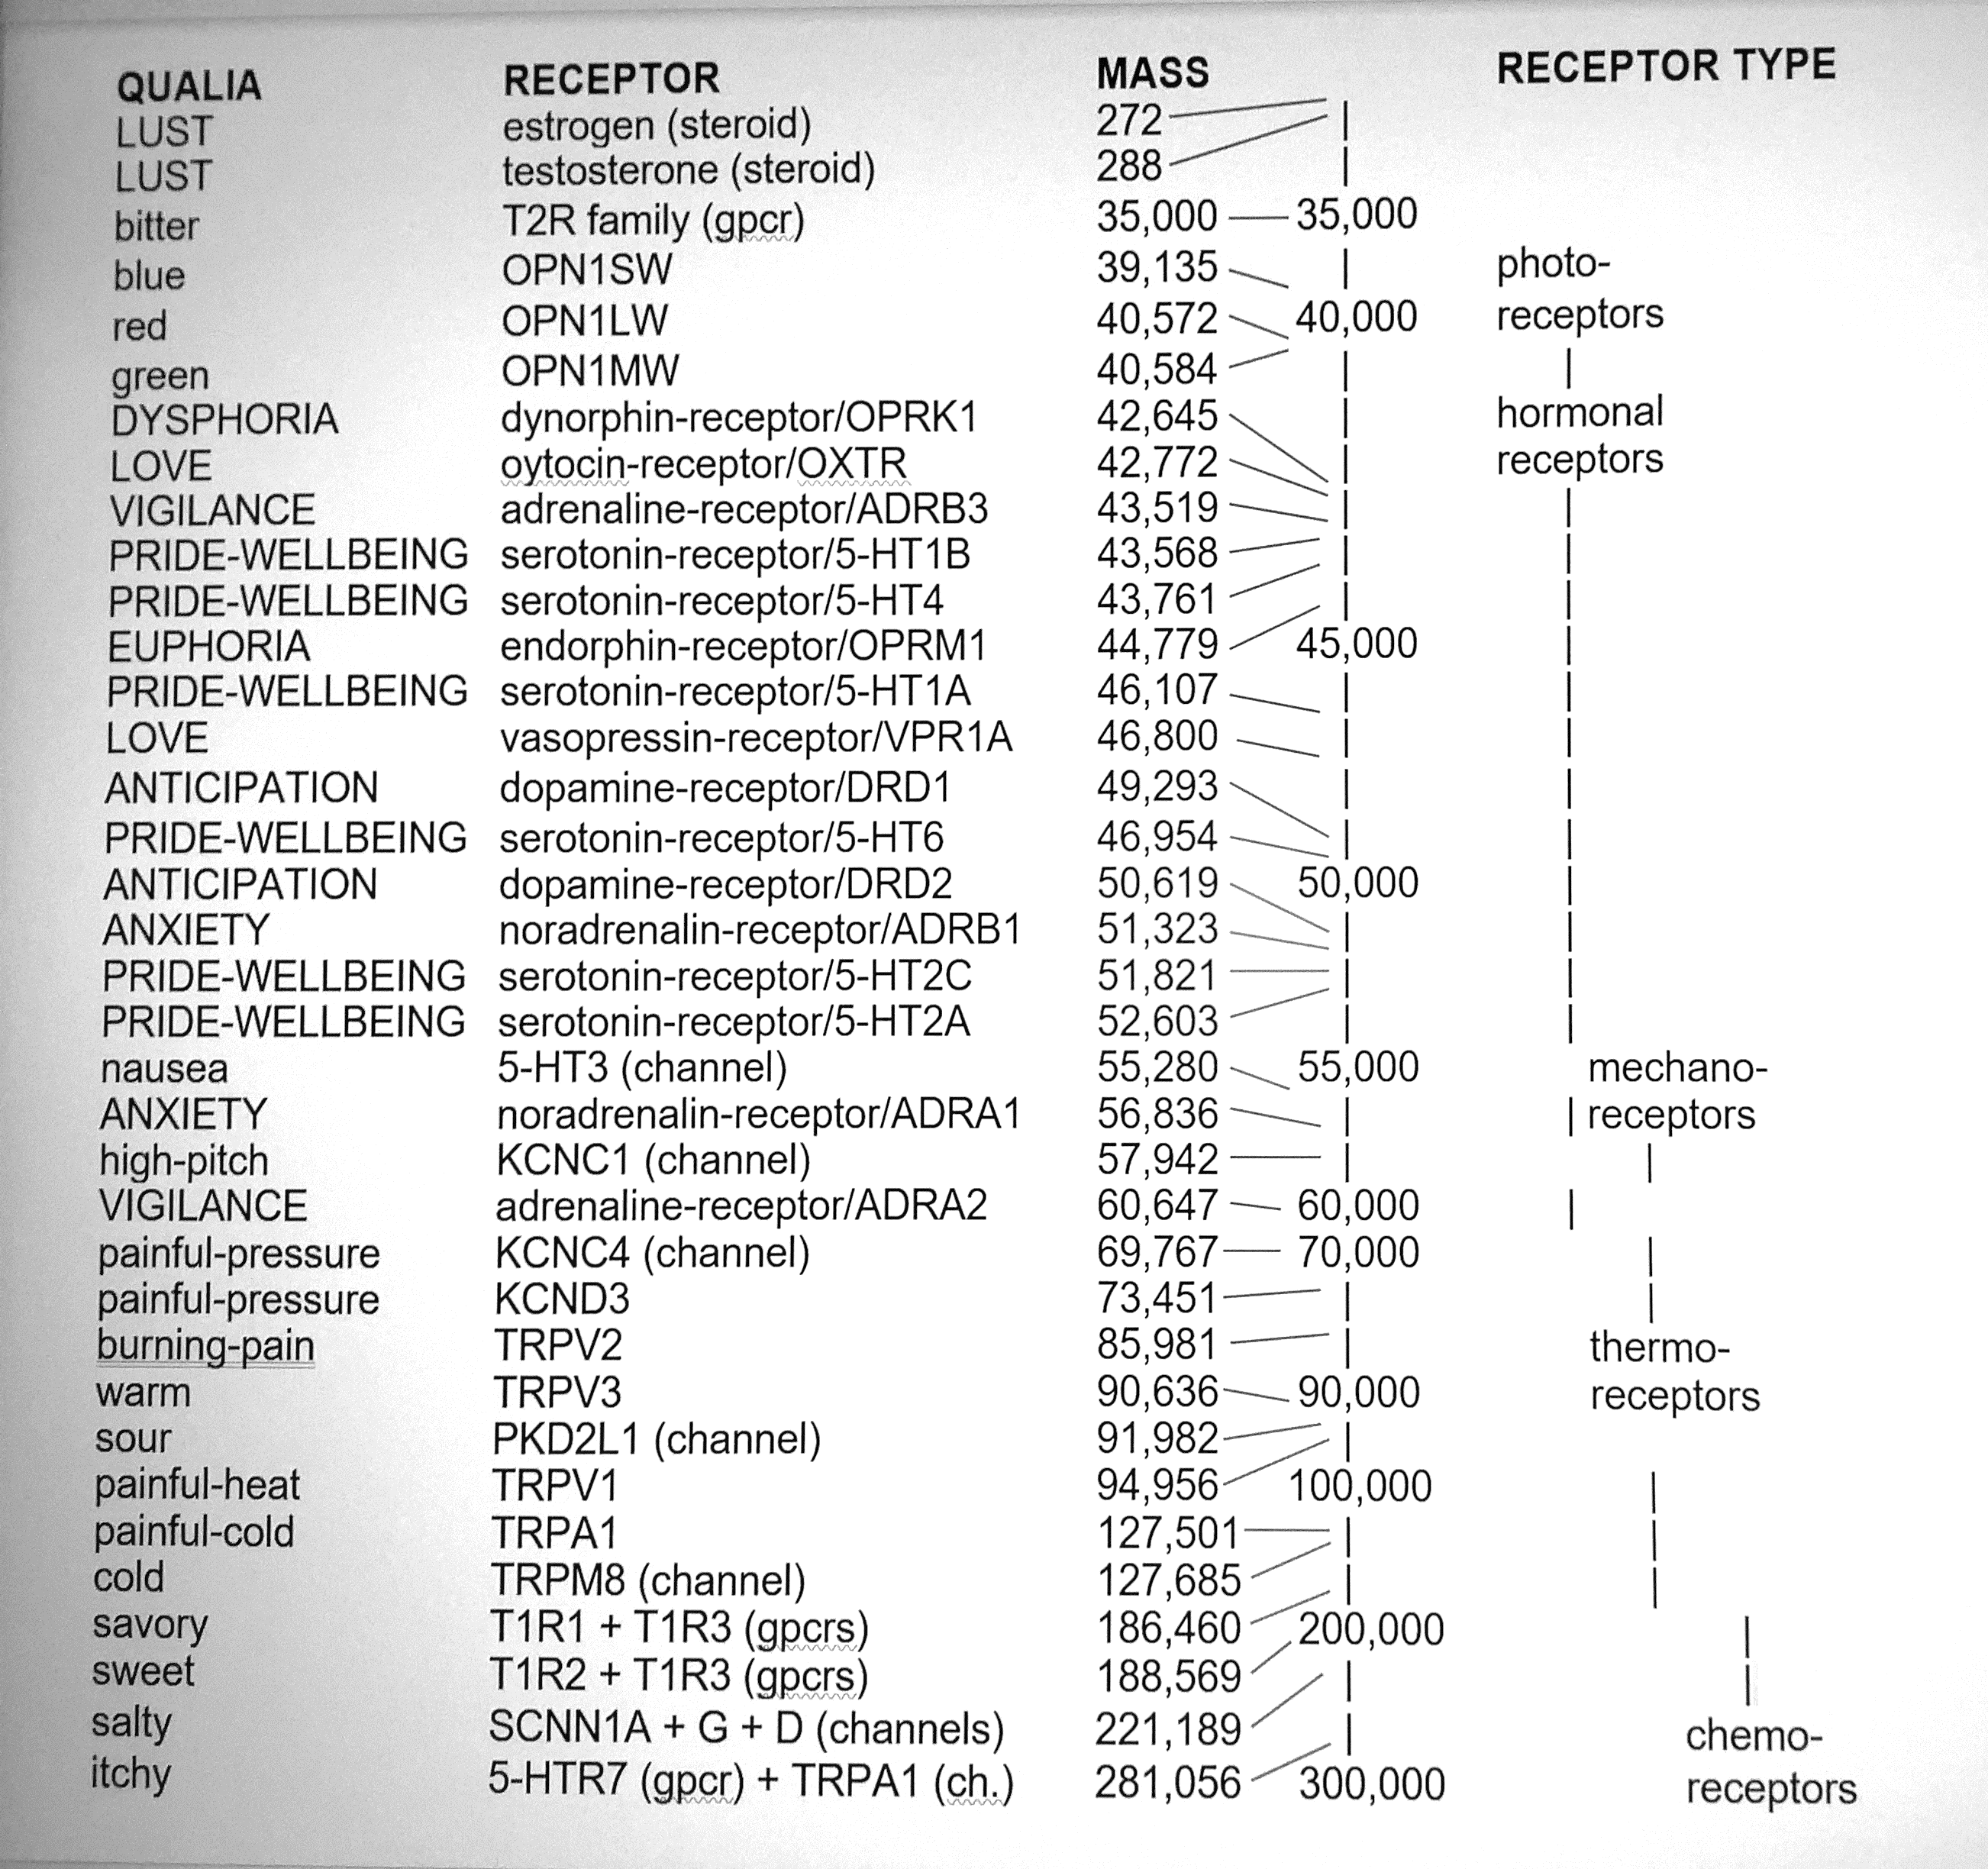 QUALIA RECEPTOR MASS RECEPTOR TYPE
LUST estrogen (steroid) 272
LUST testosterone (steroid) 288
bitter T2R family (gpcr) 35,000 35,000
blue OPN1SW 39,135 photo-
red OPN1LW 40,572 40,000 receptors
green OPN1MW 40,584
DYSPHORIA dynorphin-receptor/OPRK1 42,645 hormonal
LOVE oytocin-receptor/OXTR 42,772 receptors
VIGILANCE adrenaline-receptor/ADRB3 43,519
PRIDE-WELLBEING serotonin-receptor/5-HT1B 43,568
PRIDE-WELLBEING serotonin-receptor/5-HT4 43,761
EUPHORIA endorphin-receptor/OPRM1 44,779 45,000
PRIDE-WELLBEING serotonin-receptor/5-HT1A 46,107
LOVE vasopressin-receptor/VPR1A 46,800
ANTICIPATION dopamine-receptor/DRD1 49,293
PRIDE-WELLBEING serotonin-receptor/5-HT6 46,954
ANTICIPATION dopamine-receptor/DRD2 50,619 50,000
ANXIETY noradrenalin-receptor/ADRB1 51,323
PRIDE-WELLBEING serotonin-receptor/5-HT2C 51,821
PRIDE-WELLBEING serotonin-receptor/5-HT2A 52,603
nausea 5-HT3 (channel) 55,280 55,000 mechano-
ANXIETY noradrenalin-receptor/ADRA1 56,836 receptors
high-pitch KCNC1 (channel) 57,942
VIGILANCE adrenaline-receptor/ADRA2 60,647 60,000
painful-pressure KCNC4 (channel) 69,767 70,000
painful-pressure KCND3 73,451
burning-pain TRPV2 85,981 thermo-
warm TRPV3 90,636 90,000 receptors
sour PKD2L1 (channel) 91,982
painful-heat TRPV1 94,956 100,000
painful-cold TRPA1 127,501
cold TRPM8 (channel) 127,685
savory T1R1 + T1R3 (gpcrs) 186,460 200,000
sweet T1R2 + T1R3 (gpcrs) 188,569
salty SCNN1A + G + D (channels) 221,189 chemo-
itchy 5-HTR7 (gpcr) + TRPA1 (ch.) 281,056 300,000 receptors